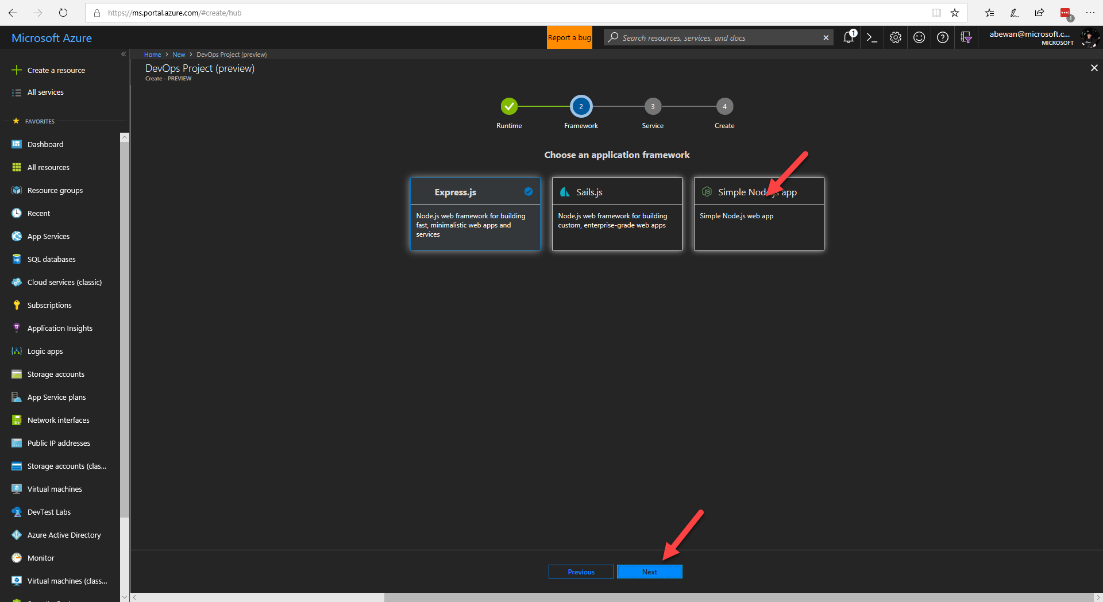 https://ms.portal.azure.com/#create/hub
Microsoft Azure
Report a bug
Search resources, services, and docs
1
abewan@microsoft.c...
MICROSOFT
Home > New > DevOps Project (preview)
DevOps Project (preview)
Create - PREVIEW
Create a resource
All services
FAVORITES
Dashboard
All resources
Resource groups
Recent
App Services
SQL databases
Cloud services (classic)
Subscriptions
Application Insights
Logic apps
Storage accounts
App Service plans
Network interfaces
Public IP addresses
Storage accounts (clas...
Virtual machines
DevTest Labs
Azure Active Directory
Monitor
Virtual machines (class...
2
3
4
Runtime
Framework
Service
Create
Choose an application framework
Express.js
Node.js web framework for building
fast, minimalistic web apps and
services
Sails.js
Node.js web framework for building
custom, enterprise-grade web apps
Simple Node.js app
Simple Node.js web app
Previous
Next